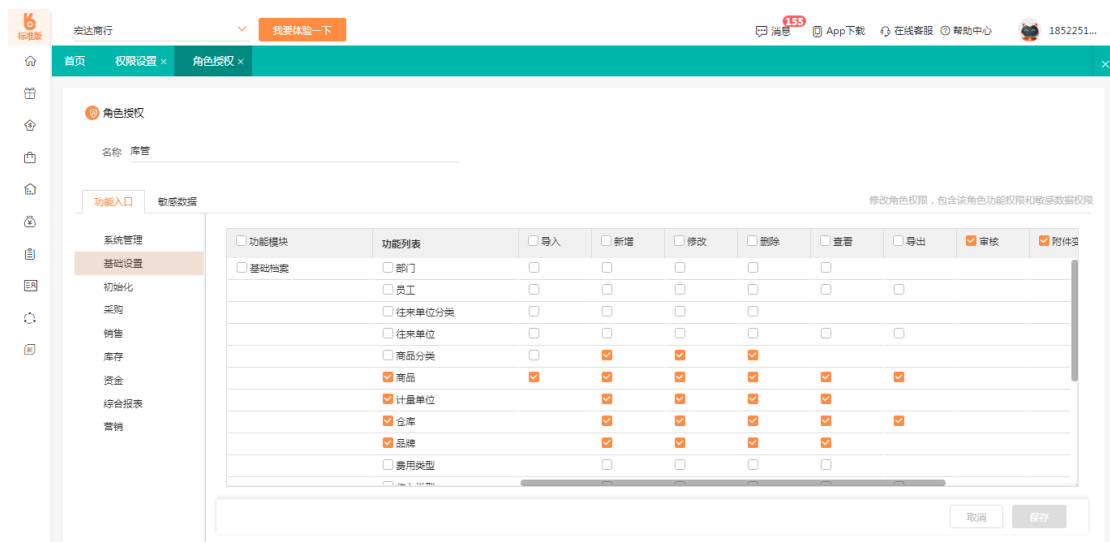 标准版
宏达商行
我要体验一下
消息
155
App下载
在线客服
帮助中心
1852251...
首页
权限设置 ×
角色授权 ×
×
角色授权
名称 库管
功能入口
敏感数据
修改角色权限，包含该角色功能权限和敏感数据权限
系统管理
基础设置
初始化
采购
销售
库存
资金
综合报表
营销
功能模块 功能列表 导入 新增 修改 删除 查看 导出 审核 附件变
基础档案 部门
员工
往来单位分类
往来单位
商品分类
商品
计量单位
仓库
品牌
费用类型
取消 保存